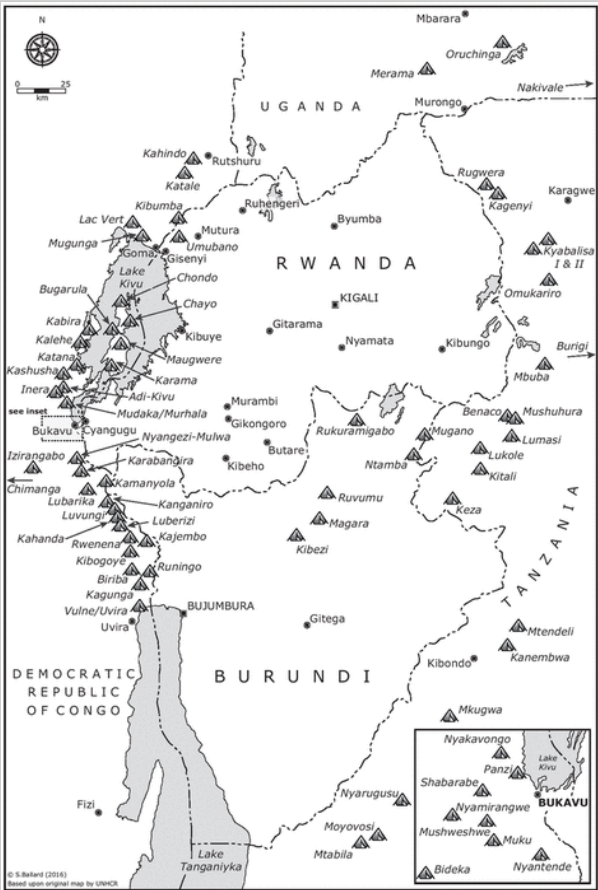 N
0 25
km
Mbarara
Oruchinga
Merama
Nakivale
UGANDA
Murongo
Kahindo
Rutshuru
Katale
Rugwera
Kagenyi
Karagwe
Kibumba
Ruhengeri
Lac Vert
Mutura
Byumba
Mugunga
Umubano
Goma
Gisenyi
Kyabalisa
I & II
RWANDA
Lake
Kivu
Chondo
Omukariro
Bugarula
Chayo
KIGALI
Kabira
Gitarama
Kalehe
Kibuye
Nyamata
Kibungo
Burigi
Katana
Maugwere
Mbuba
Kashusha
Karama
Inera
Adi-Kivu
Murambi
see inset
Mudaka/Murhala
Gikongoro
Rukuramigabo
Benaco
Mushuhura
Bukavu
Cyangugu
Mugano
Lumasi
Nyangezi-Mulwa
Butare
Izirangabo
Karabangira
Kibeho
Ntamba
Lukole
Kitali
Chimanga
Kamanyola
Lubarika
Kanganiro
Ruvumu
Keza
Luvungi
Luberizi
Magara
Kahanda
Rwenena
Kajembo
Kibezi
Kibogoye
Runingo
Biriba
TANZANIA
Kagunga
Vulne/Uvira
BUJUMBURA
Uvira
Gitega
Mtendeli
Kanembwa
Kibondo
DEMOCRATIC
REPUBLIC
OF CONGO
BURUNDI
Mkugwa
Nyarugusu
Fizi
Moyovosi
Mtabila
Lake
Tanganiyka
Nyakavongo
Lake
Kivu
Panzi
Shabarabe
BUKAVU
Nyamirangwe
Mushweshwe
Muku
Nyantende
Bideka
© S.Ballard (2016)
Based upon original map by UNHCR